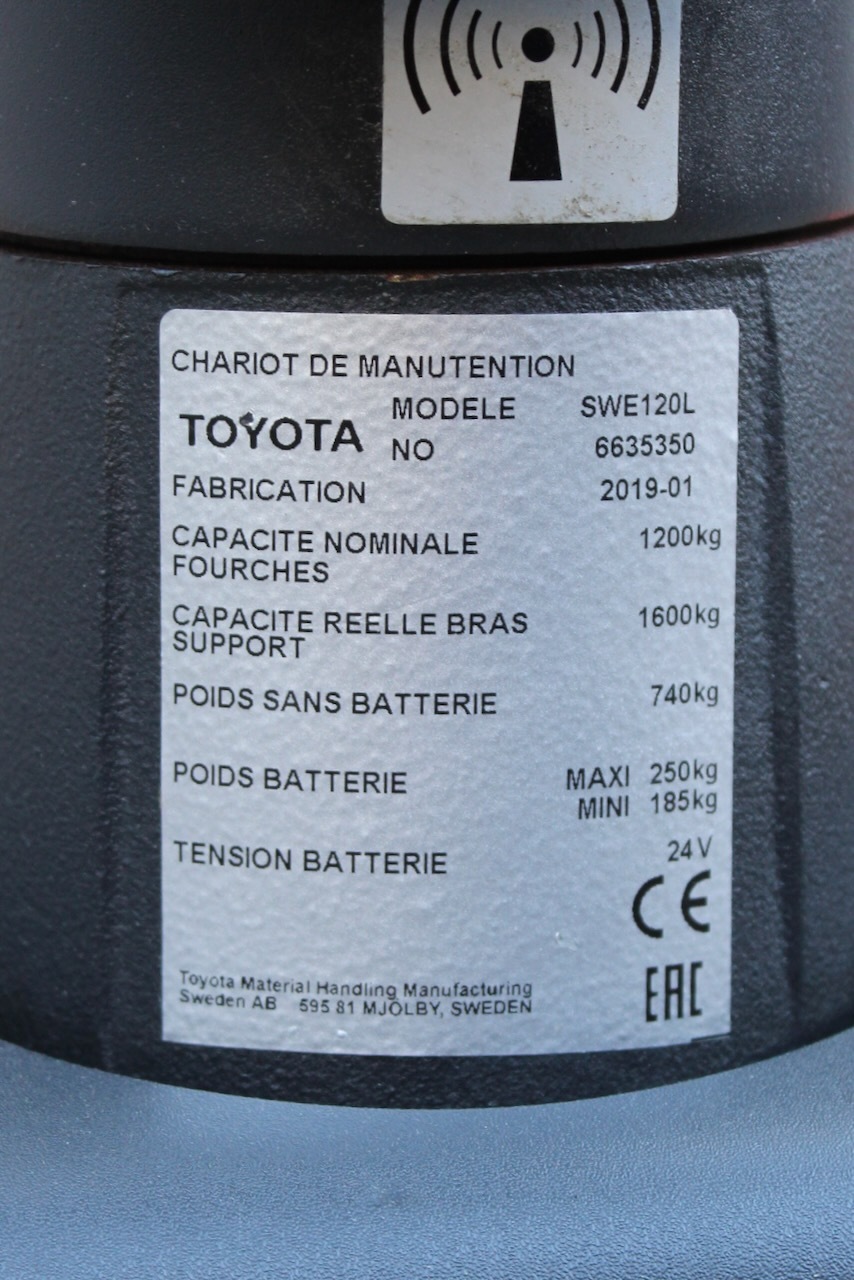 CHARIOT DE MANUTENTION
TOYOTA
MODELE SWE120L
NO 6635350
FABRICATION 2019-01
CAPACITE NOMINALE 1200kg
FOURCHES
CAPACITE REELLE BRAS 1600kg
SUPPORT
POIDS SANS BATTERIE 740kg
POIDS BATTERIE MAXI 250kg
MINI 185kg
TENSION BATTERIE 24V
CE
EAC
Toyota Material Handling Manufacturing
Sweden AB 595 81 MJÖLBY, SWEDEN